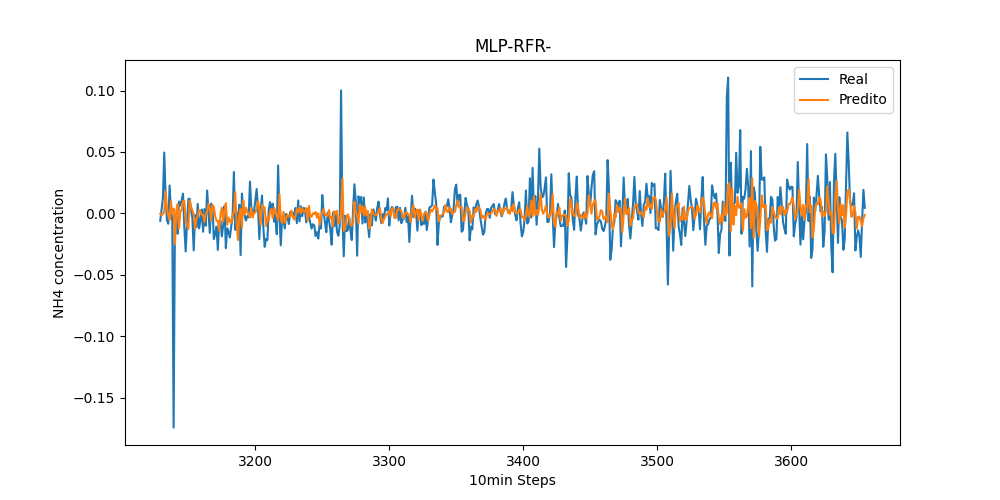 MLP-RFR-
Real
Predito
0.10
0.05
0.00
−0.05
−0.10
−0.15
NH4 concentration
3200 3300 3400 3500 3600
10min Steps